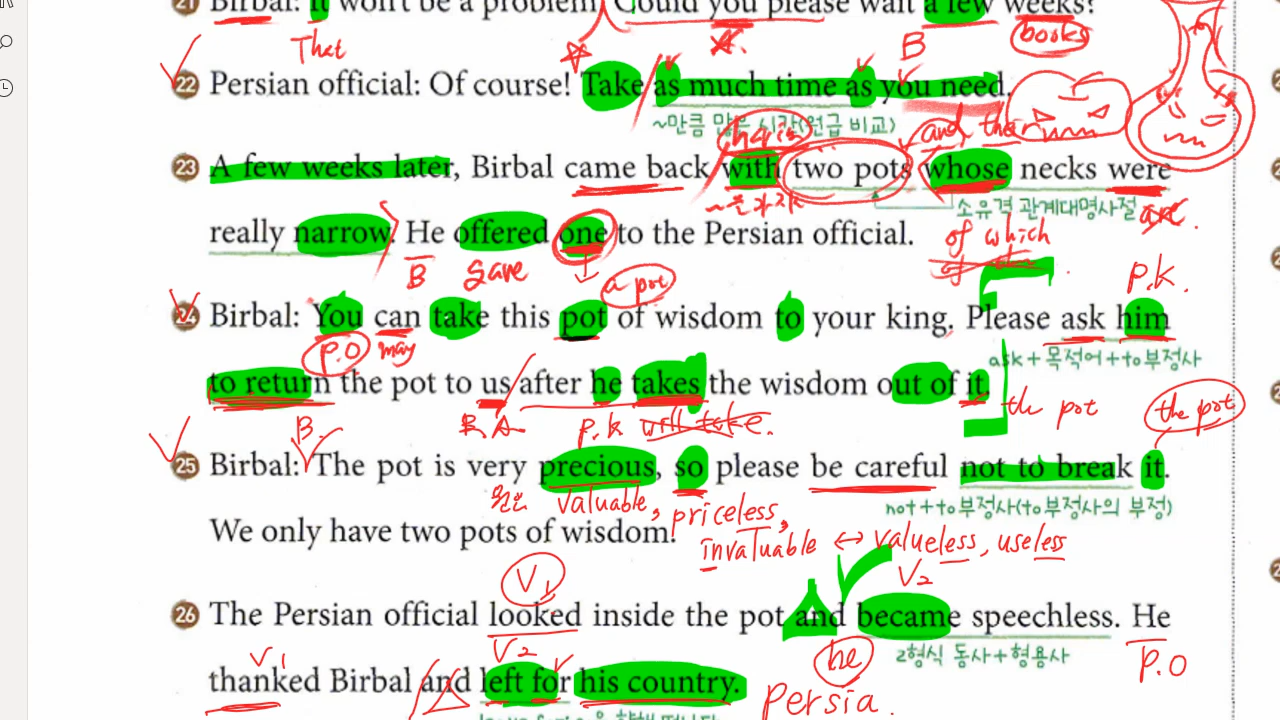 21 Birbal: It won't be a problem. Could you please wait a few weeks?
That B books
22 Persian official: Of course! Take as much time as you need.
~만큼 많은 시간(원급 비교)
having and their
23 A few weeks later, Birbal came back with two pots whose necks were
소유격 관계대명사절 are.
really narrow. He offered one to the Persian official.
B gave a pot of which
P.K.
24 Birbal: You can take this pot of wisdom to your king. Please ask him
P.O may ask+목적어+to부정사
to return the pot to us after he takes the wisdom out of it.
B. B, A P.K will take. the pot the pot
25 Birbal: The pot is very precious, so please be careful not to break it.
valuable, priceless, not+to부정사(to부정사의 부정)
We only have two pots of wisdom!
invaluable ↔ valueless, useless
V1 V2
26 The Persian official looked inside the pot and became speechless. He
V1 V2 he 2형식 동사+형용사 P.O
thanked Birbal and left for his country.
persia.